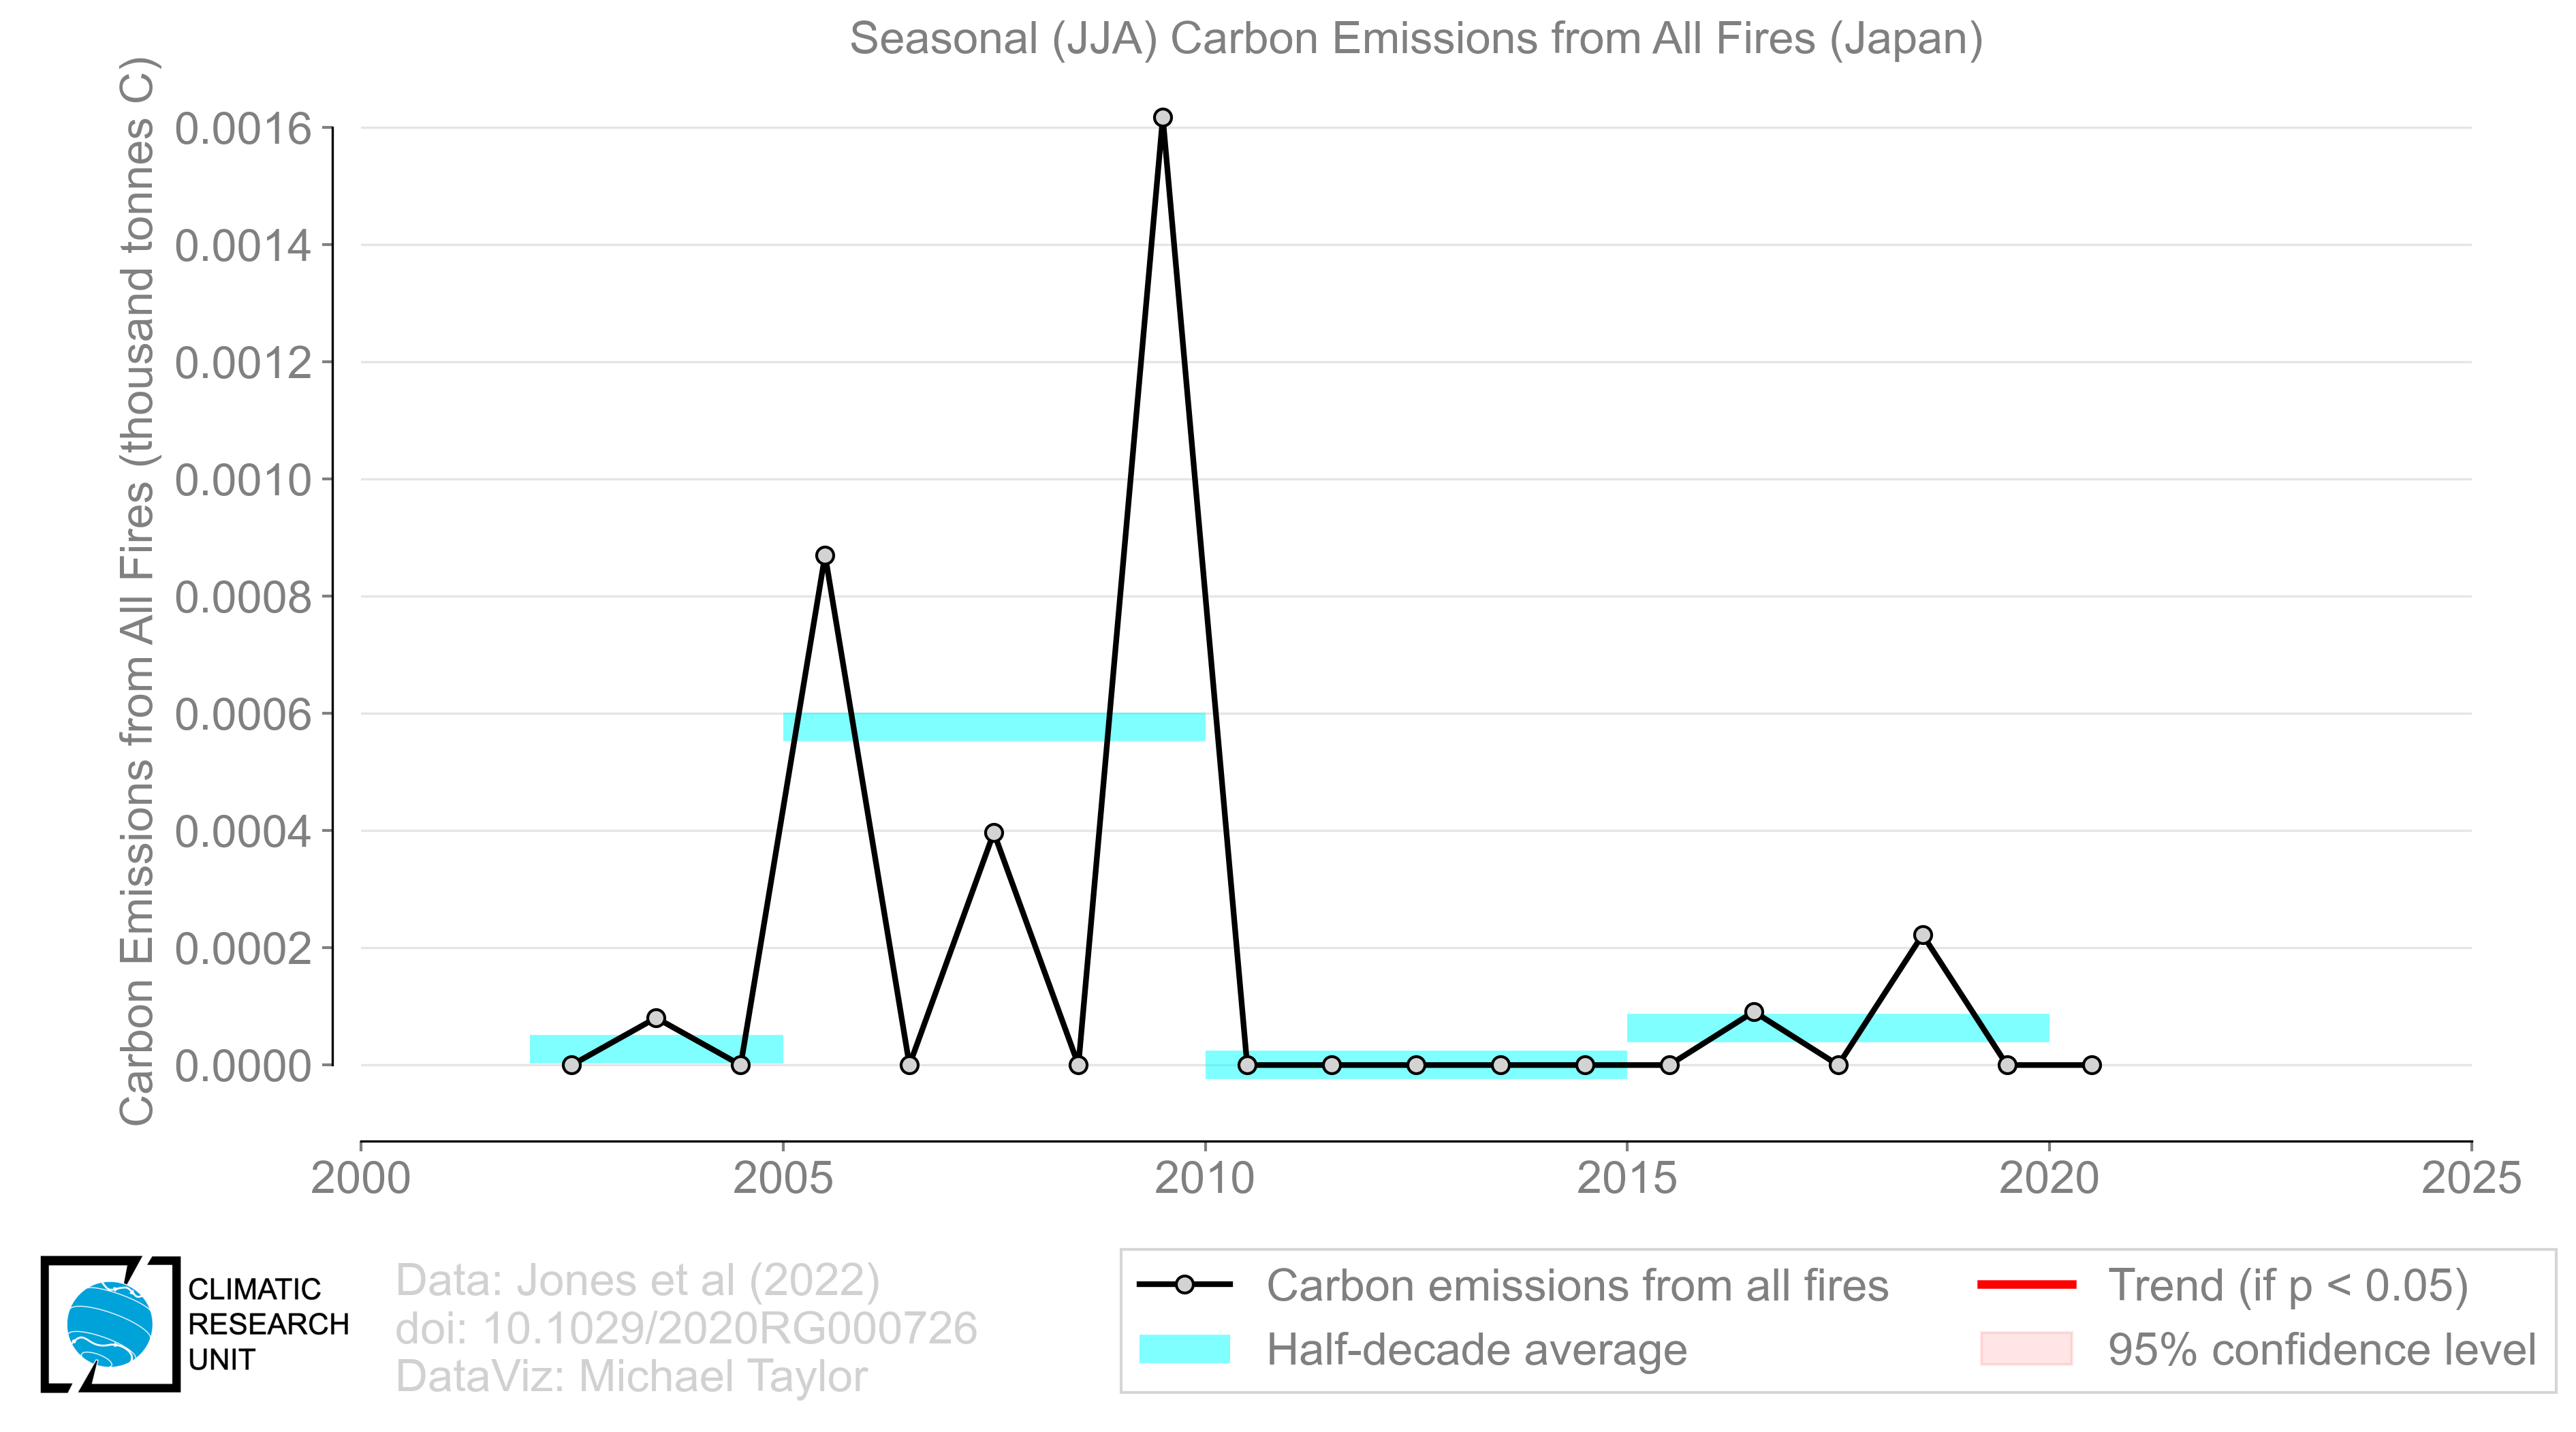 Seasonal (JJA) Carbon Emissions from All Fires (Japan)
Carbon Emissions from All Fires (thousand tonnes C)
0.0016
0.0014
0.0012
0.0010
0.0008
0.0006
0.0004
0.0002
0.0000
2000 2005 2010 2015 2020 2025
CLIMATIC
RESEARCH
UNIT
Data: Jones et al (2022)
doi: 10.1029/2020RG000726
DataViz: Michael Taylor
Carbon emissions from all fires
Half-decade average
Trend (if p < 0.05)
95% confidence level